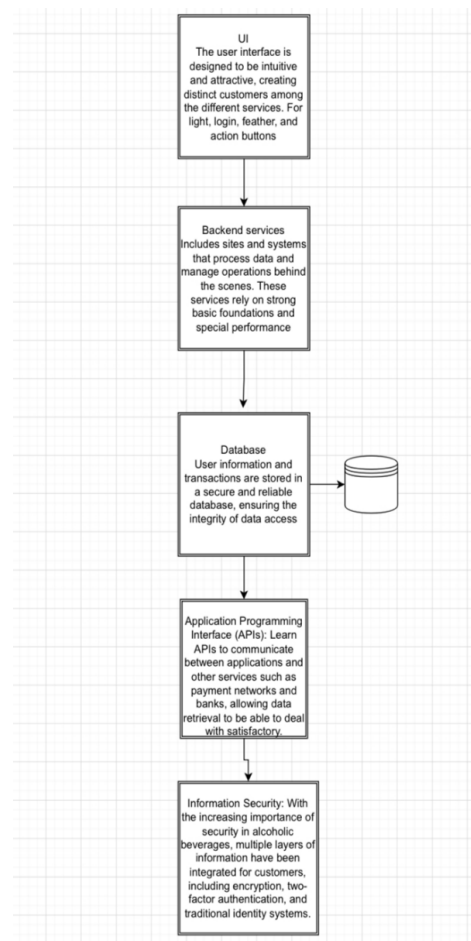 UI
The user interface is
designed to be intuitive
and attractive, creating
distinct customers among
the different services. For
light, login, feather, and
action buttons
Backend services
Includes sites and systems
that process data and
manage operations behind
the scenes. These
services rely on strong
basic foundations and
special performance
Database
User information and
transactions are stored in
a secure and reliable
database, ensuring the
integrity of data access
Application Programming
Interface (APIs): Learn
APIs to communicate
between applications and
other services such as
payment networks and
banks, allowing data
retrieval to be able to deal
with satisfactory.
Information Security: With
the increasing importance of
security in alcoholic
beverages, multiple layers of
information have been
integrated for customers,
including encryption, two-
factor authentication, and
traditional identity systems.